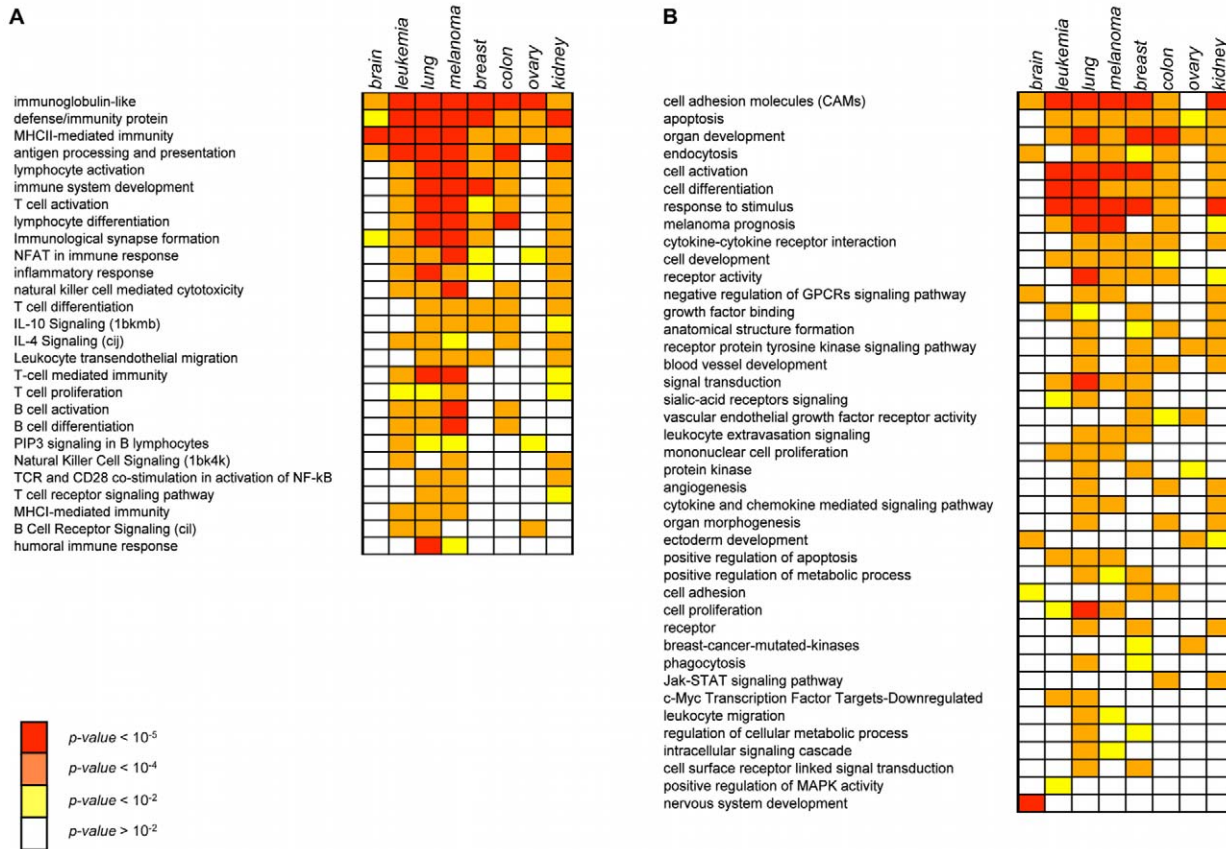 A
brain
leukemia
lung
melanoma
breast
colon
ovary
kidney
immunoglobulin-like
defense/immunity protein
MHCII-mediated immunity
antigen processing and presentation
lymphocyte activation
immune system development
T cell activation
lymphocyte differentiation
Immunological synapse formation
NFAT in immune response
inflammatory response
natural killer cell mediated cytotoxicity
T cell differentiation
IL-10 Signaling (1bkmb)
IL-4 Signaling (cij)
Leukocyte transendothelial migration
T-cell mediated immunity
T cell proliferation
B cell activation
B cell differentiation
PIP3 signaling in B lymphocytes
Natural Killer Cell Signaling (1bk4k)
TCR and CD28 co-stimulation in activation of NF-kB
T cell receptor signaling pathway
MHCI-mediated immunity
B Cell Receptor Signaling (cil)
humoral immune response
p-value < 10-5
p-value < 10-4
p-value < 10-2
p-value > 10-2
B
brain
leukemia
lung
melanoma
breast
colon
ovary
kidney
cell adhesion molecules (CAMs)
apoptosis
organ development
endocytosis
cell activation
cell differentiation
response to stimulus
melanoma prognosis
cytokine-cytokine receptor interaction
cell development
receptor activity
negative regulation of GPCRs signaling pathway
growth factor binding
anatomical structure formation
receptor protein tyrosine kinase signaling pathway
blood vessel development
signal transduction
sialic-acid receptors signaling
vascular endothelial growth factor receptor activity
leukocyte extravasation signaling
mononuclear cell proliferation
protein kinase
angiogenesis
cytokine and chemokine mediated signaling pathway
organ morphogenesis
ectoderm development
positive regulation of apoptosis
positive regulation of metabolic process
cell adhesion
cell proliferation
receptor
breast-cancer-mutated-kinases
phagocytosis
Jak-STAT signaling pathway
c-Myc Transcription Factor Targets-Downregulated
leukocyte migration
regulation of cellular metabolic process
intracellular signaling cascade
cell surface receptor linked signal transduction
positive regulation of MAPK activity
nervous system development